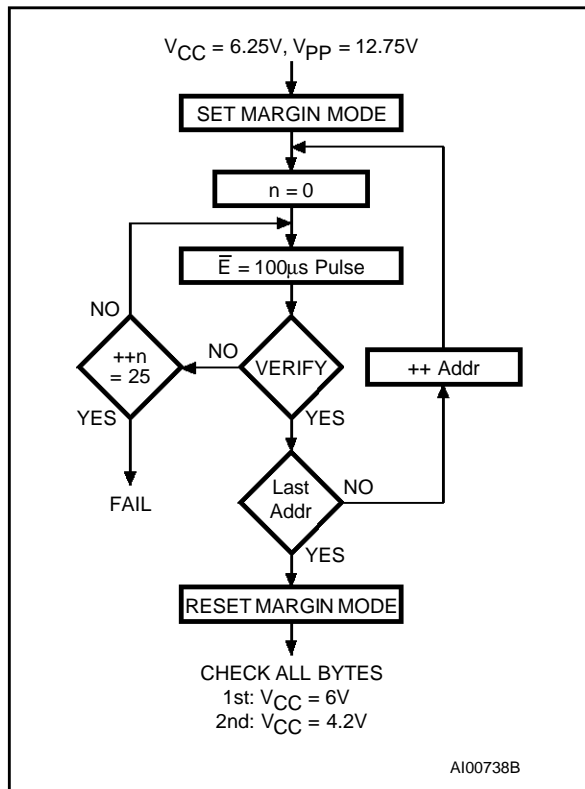 VCC = 6.25V, VPP = 12.75V
SET MARGIN MODE
n = 0
E̅ = 100µs Pulse
NO
++n
= 25
NO
VERIFY
++ Addr
YES
YES
FAIL
Last
Addr
NO
YES
RESET MARGIN MODE
CHECK ALL BYTES
1st: VCC = 6V
2nd: VCC = 4.2V
AI00738B